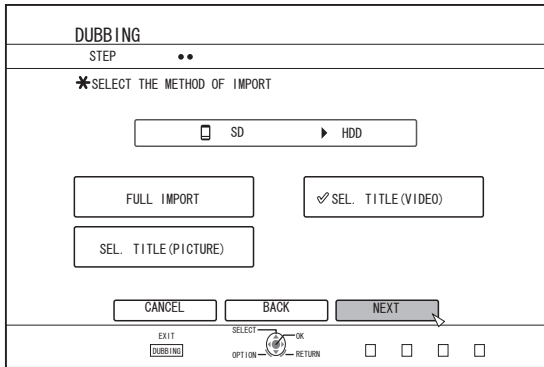 DUBBING
STEP
*SELECT THE METHOD OF IMPORT
SD ▶ HDD
FULL IMPORT
✓SEL. TITLE(VIDEO)
SEL. TITLE(PICTURE)
CANCEL
BACK
NEXT
EXIT
DUBBING
SELECT
OK
OPTION
RETURN